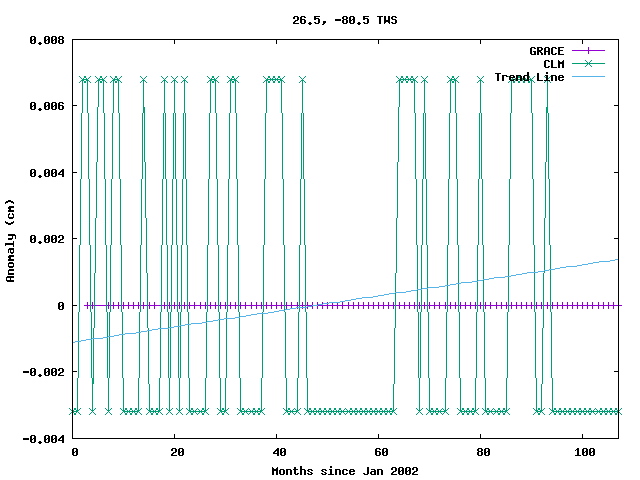 26.5, -80.5 TWS
0.008
GRACE
CLM
Trend Line
0.006
0.004
0.002
0
-0.002
-0.004
Anomaly (cm)
0 20 40 60 80 100
Months since Jan 2002